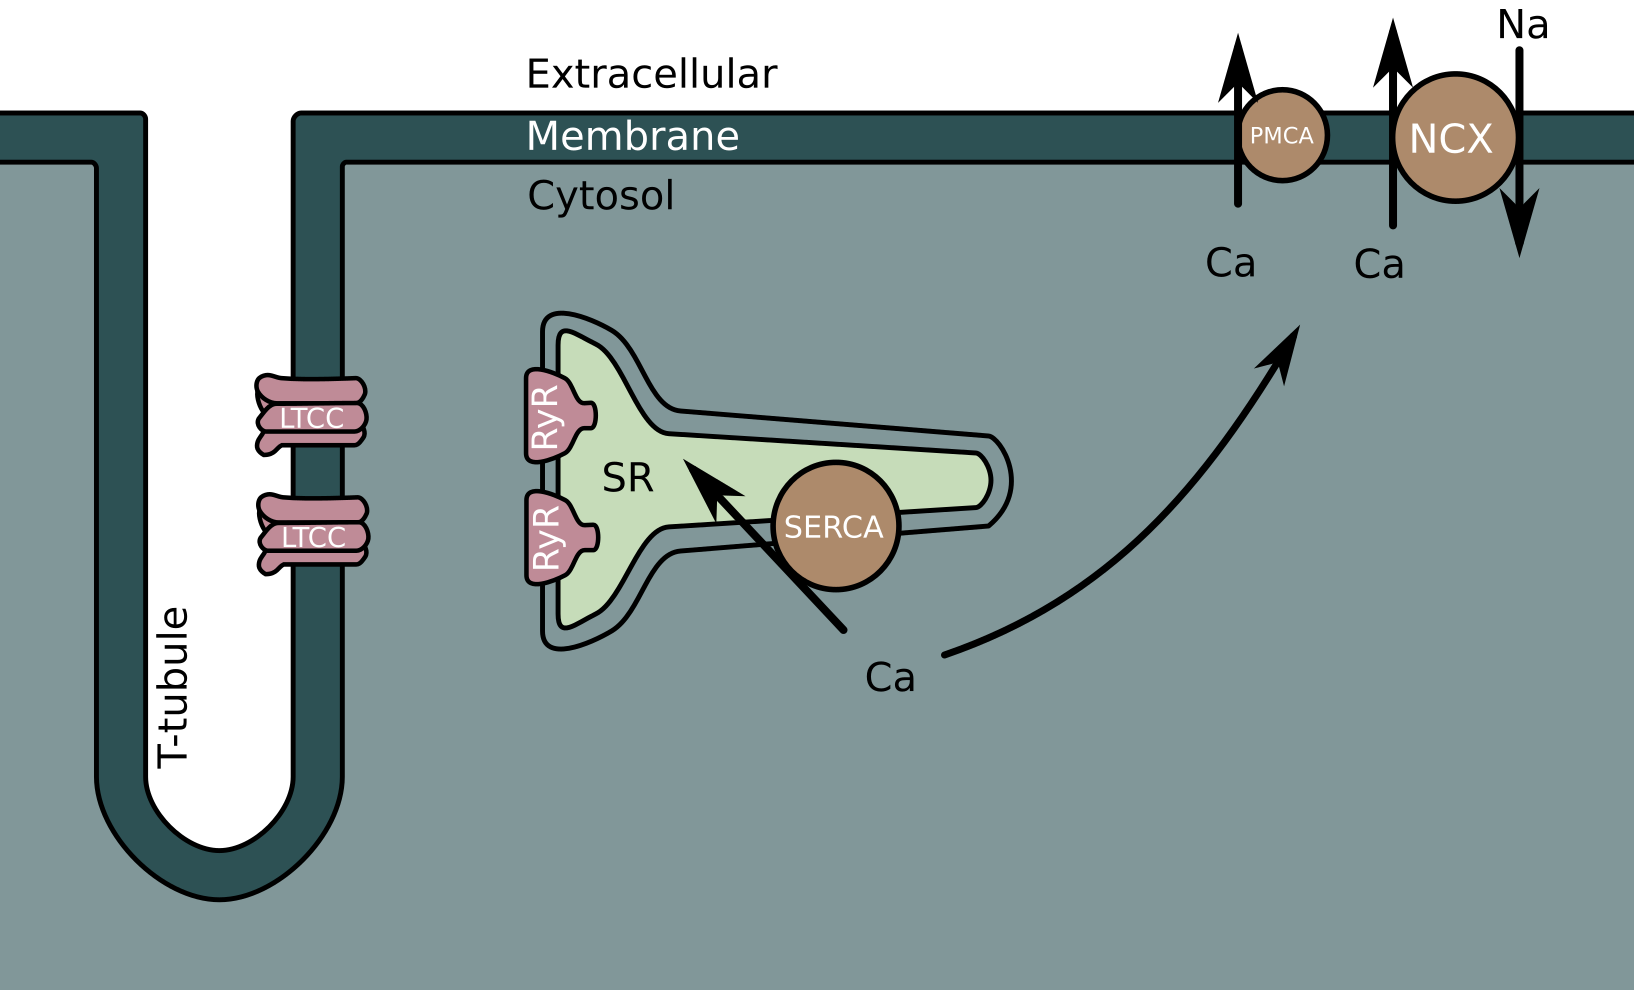 Na
Extracellular
Membrane
PMCA
NCX
Cytosol
Ca
Ca
LTCC
RyR
SR
SERCA
LTCC
RyR
T-tubule
Ca